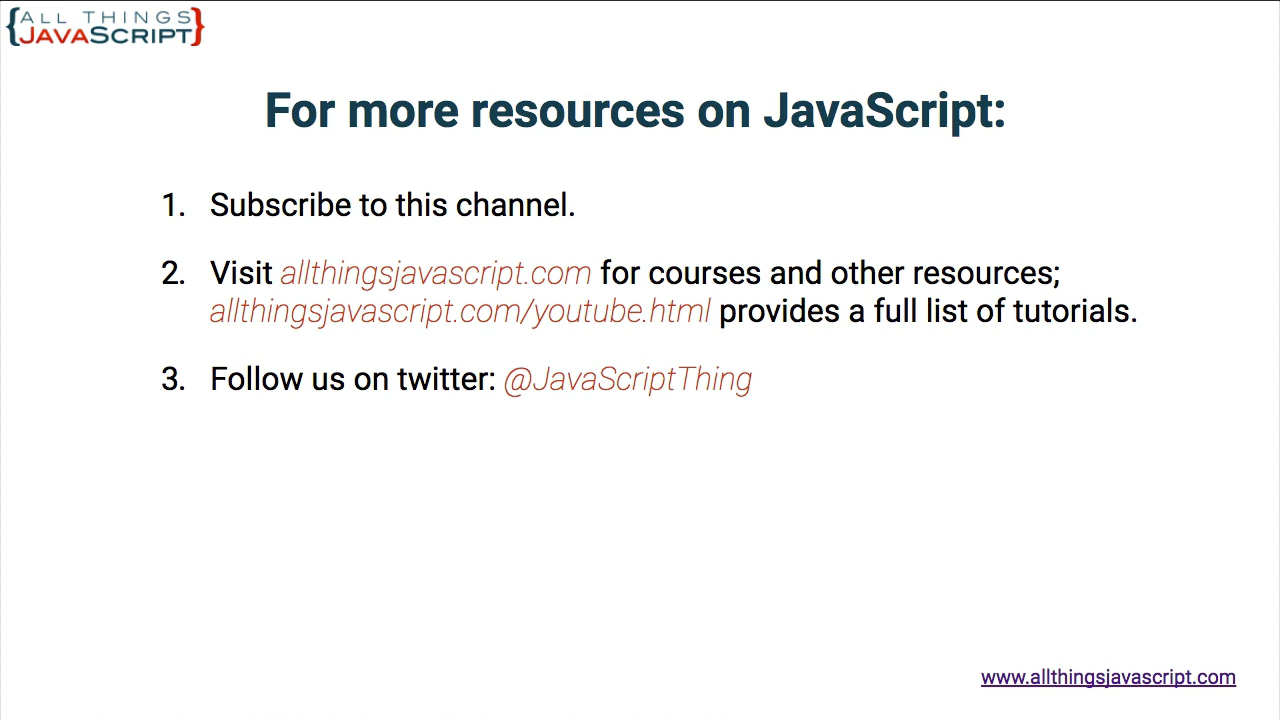 {ALL THINGS
JAVASCRIPT}
For more resources on JavaScript:
1. Subscribe to this channel.
2. Visit allthingsjavascript.com for courses and other resources;
allthingsjavascript.com/youtube.html provides a full list of tutorials.
3. Follow us on twitter: @JavaScriptThing
www.allthingsjavascript.com